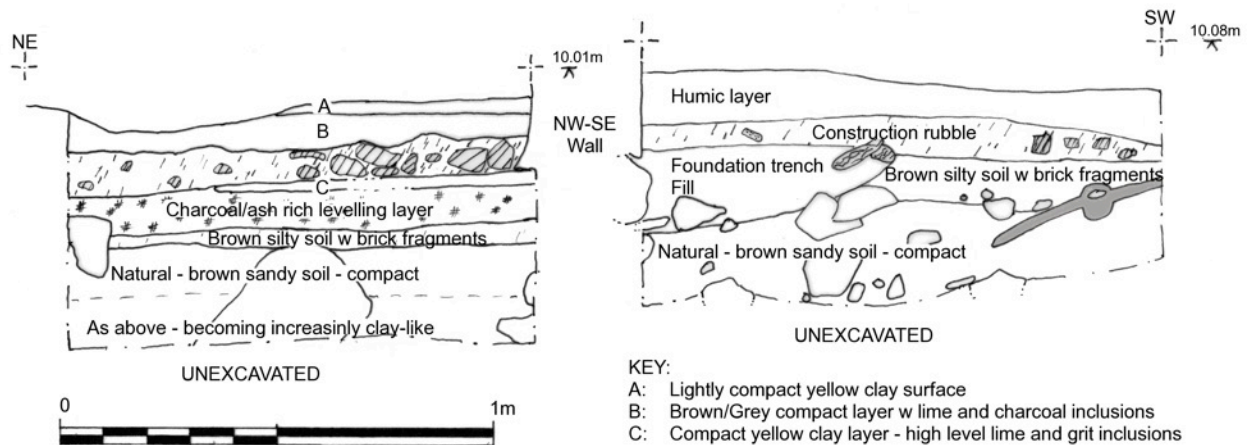 NE
10.01m
A
B
C
Charcoal/ash rich levelling layer
Brown silty soil w brick fragments
Natural - brown sandy soil - compact
As above - becoming increasinly clay-like
UNEXCAVATED
0
1m
NW-SE
Wall
SW
10.08m
Humic layer
Construction rubble
Foundation trench
Fill
Brown silty soil w brick fragments
Natural - brown sandy soil - compact
UNEXCAVATED
KEY:
A: Lightly compact yellow clay surface
B: Brown/Grey compact layer w lime and charcoal inclusions
C: Compact yellow clay layer - high level lime and grit inclusions